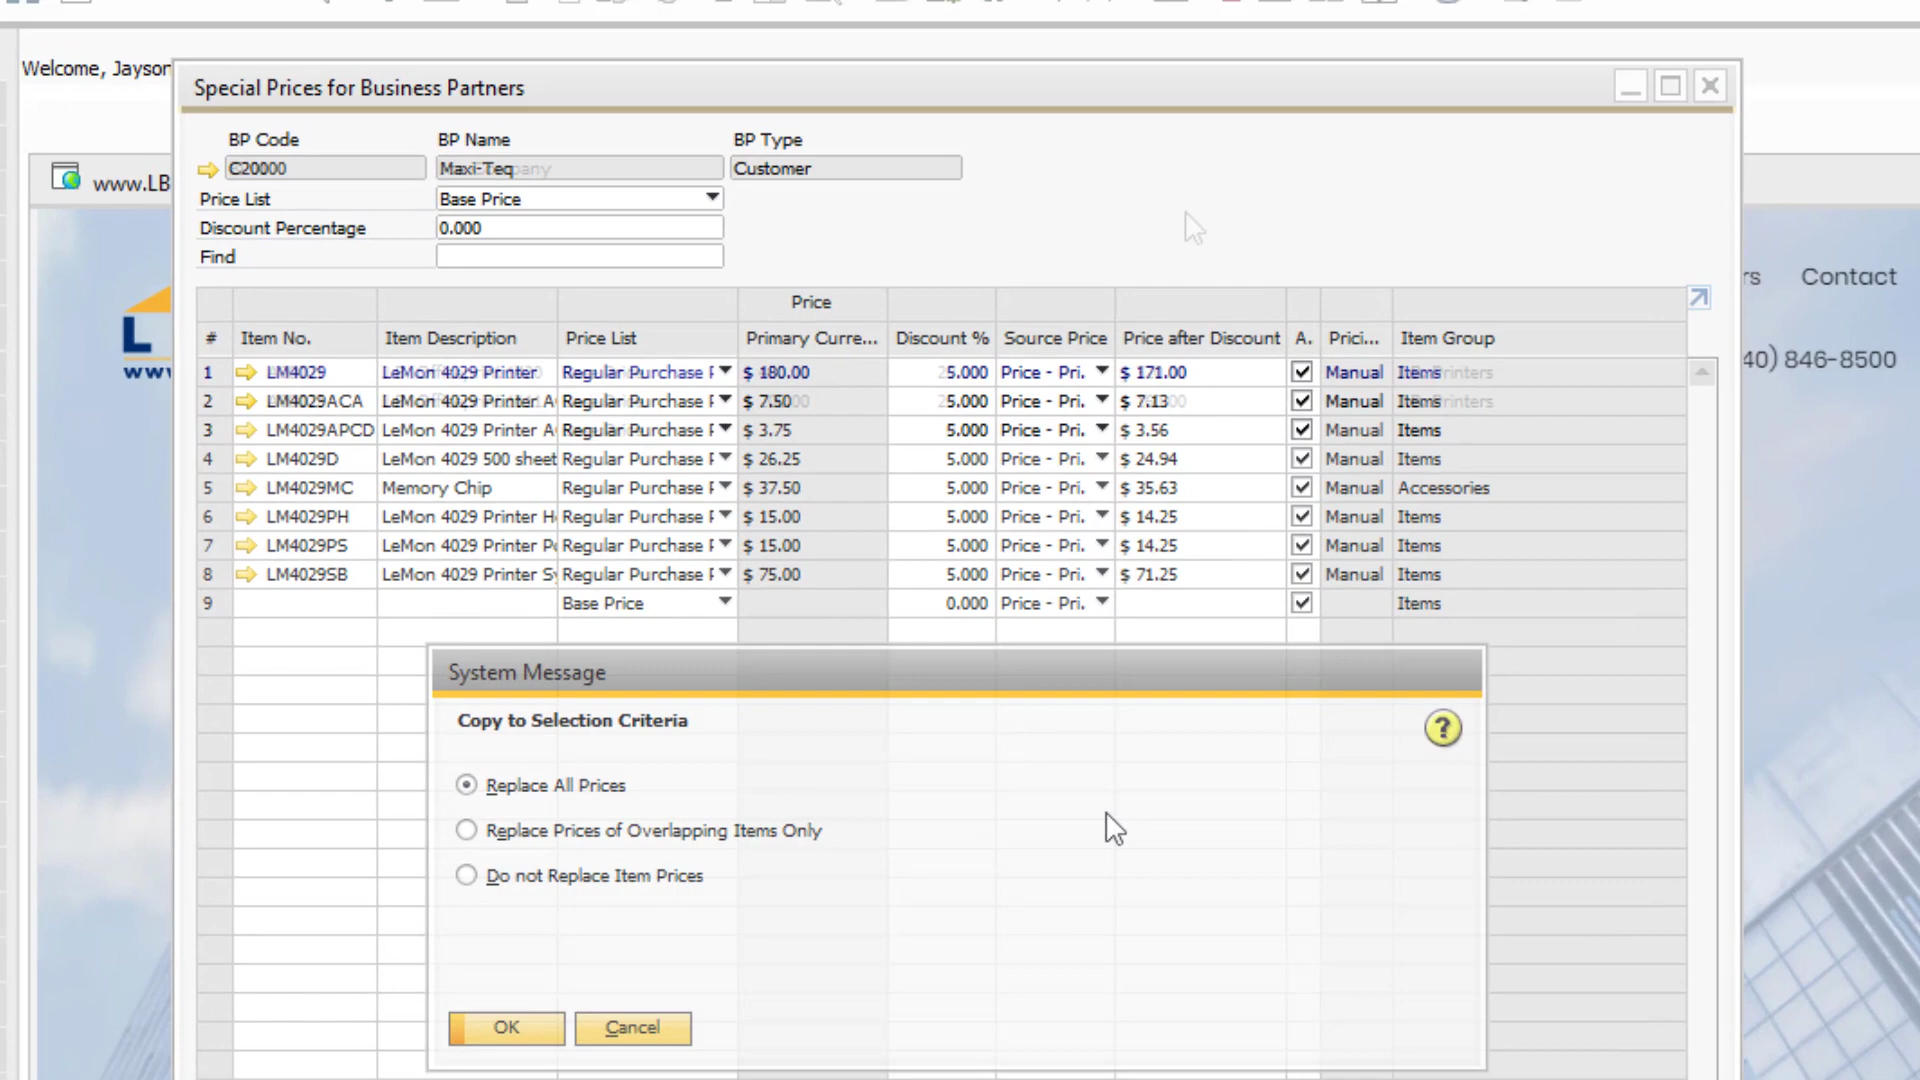 Welcome, Jayson
Special Prices for Business Partners
BP Code BP Name BP Type
C20000 Maxi-Teq Customer
Price List Base Price
Discount Percentage 0.000
Find
www.LB
rs Contact
40) 846-8500
L
www
Price
# Item No. Item Description Price List Primary Curre... Discount % Source Price Price after Discount A. Prici... Item Group
1 LM4029 LeMon 4029 Printer Regular Purchase P $ 180.00 5.000 Price - Pri. $ 171.00 Manual Items
2 LM4029ACA LeMon 4029 Printer A Regular Purchase P $ 7.50 5.000 Price - Pri. $ 7.13 Manual Items
3 LM4029APCD LeMon 4029 Printer A Regular Purchase P $ 3.75 5.000 Price - Pri. $ 3.56 Manual Items
4 LM4029D LeMon 4029 500 sheet Regular Purchase P $ 26.25 5.000 Price - Pri. $ 24.94 Manual Items
5 LM4029MC Memory Chip Regular Purchase P $ 37.50 5.000 Price - Pri. $ 35.63 Manual Accessories
6 LM4029PH LeMon 4029 Printer H Regular Purchase P $ 15.00 5.000 Price - Pri. $ 14.25 Manual Items
7 LM4029PS LeMon 4029 Printer P Regular Purchase P $ 15.00 5.000 Price - Pri. $ 14.25 Manual Items
8 LM4029SB LeMon 4029 Printer Sy Regular Purchase P $ 75.00 5.000 Price - Pri. $ 71.25 Manual Items
9 Base Price 0.000 Price - Pri. Items
System Message
Copy to Selection Criteria
?
Replace All Prices
Replace Prices of Overlapping Items Only
Do not Replace Item Prices
OK Cancel